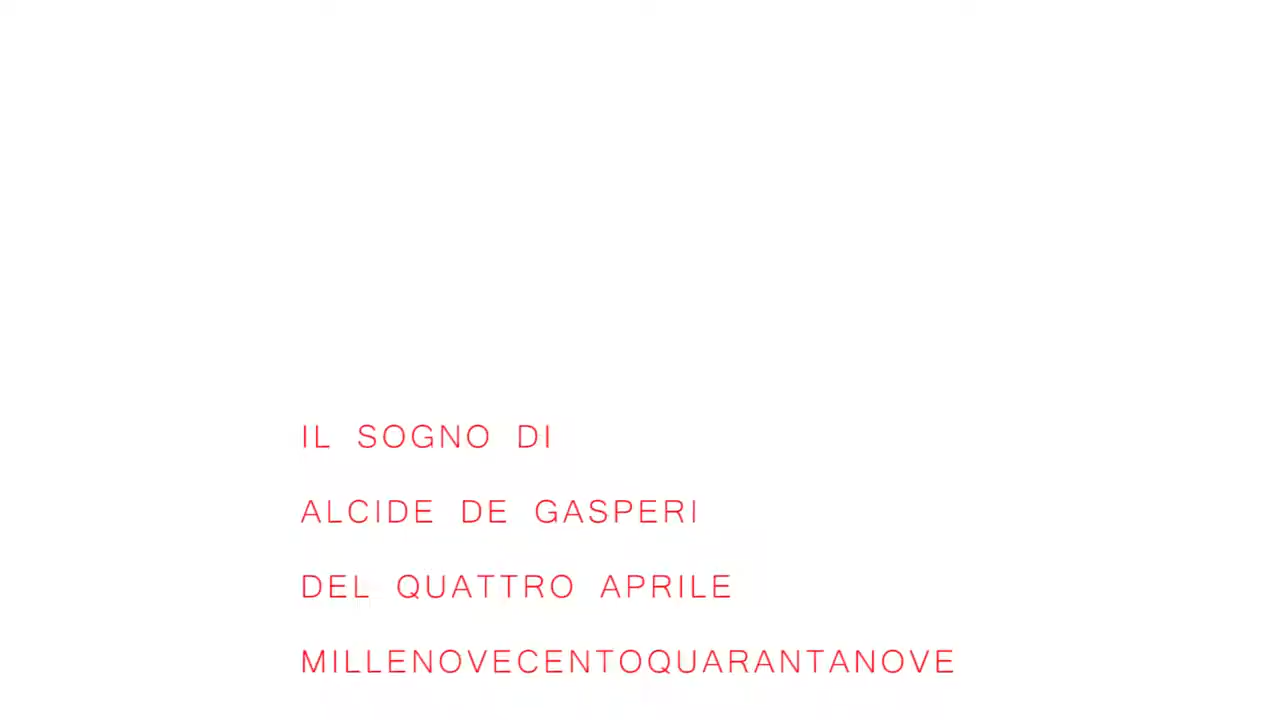 IL SOGNO DI
ALCIDE DE GASPERI
DEL QUATTRO APRILE
MILLENOVECENTOQUARANTANOVE